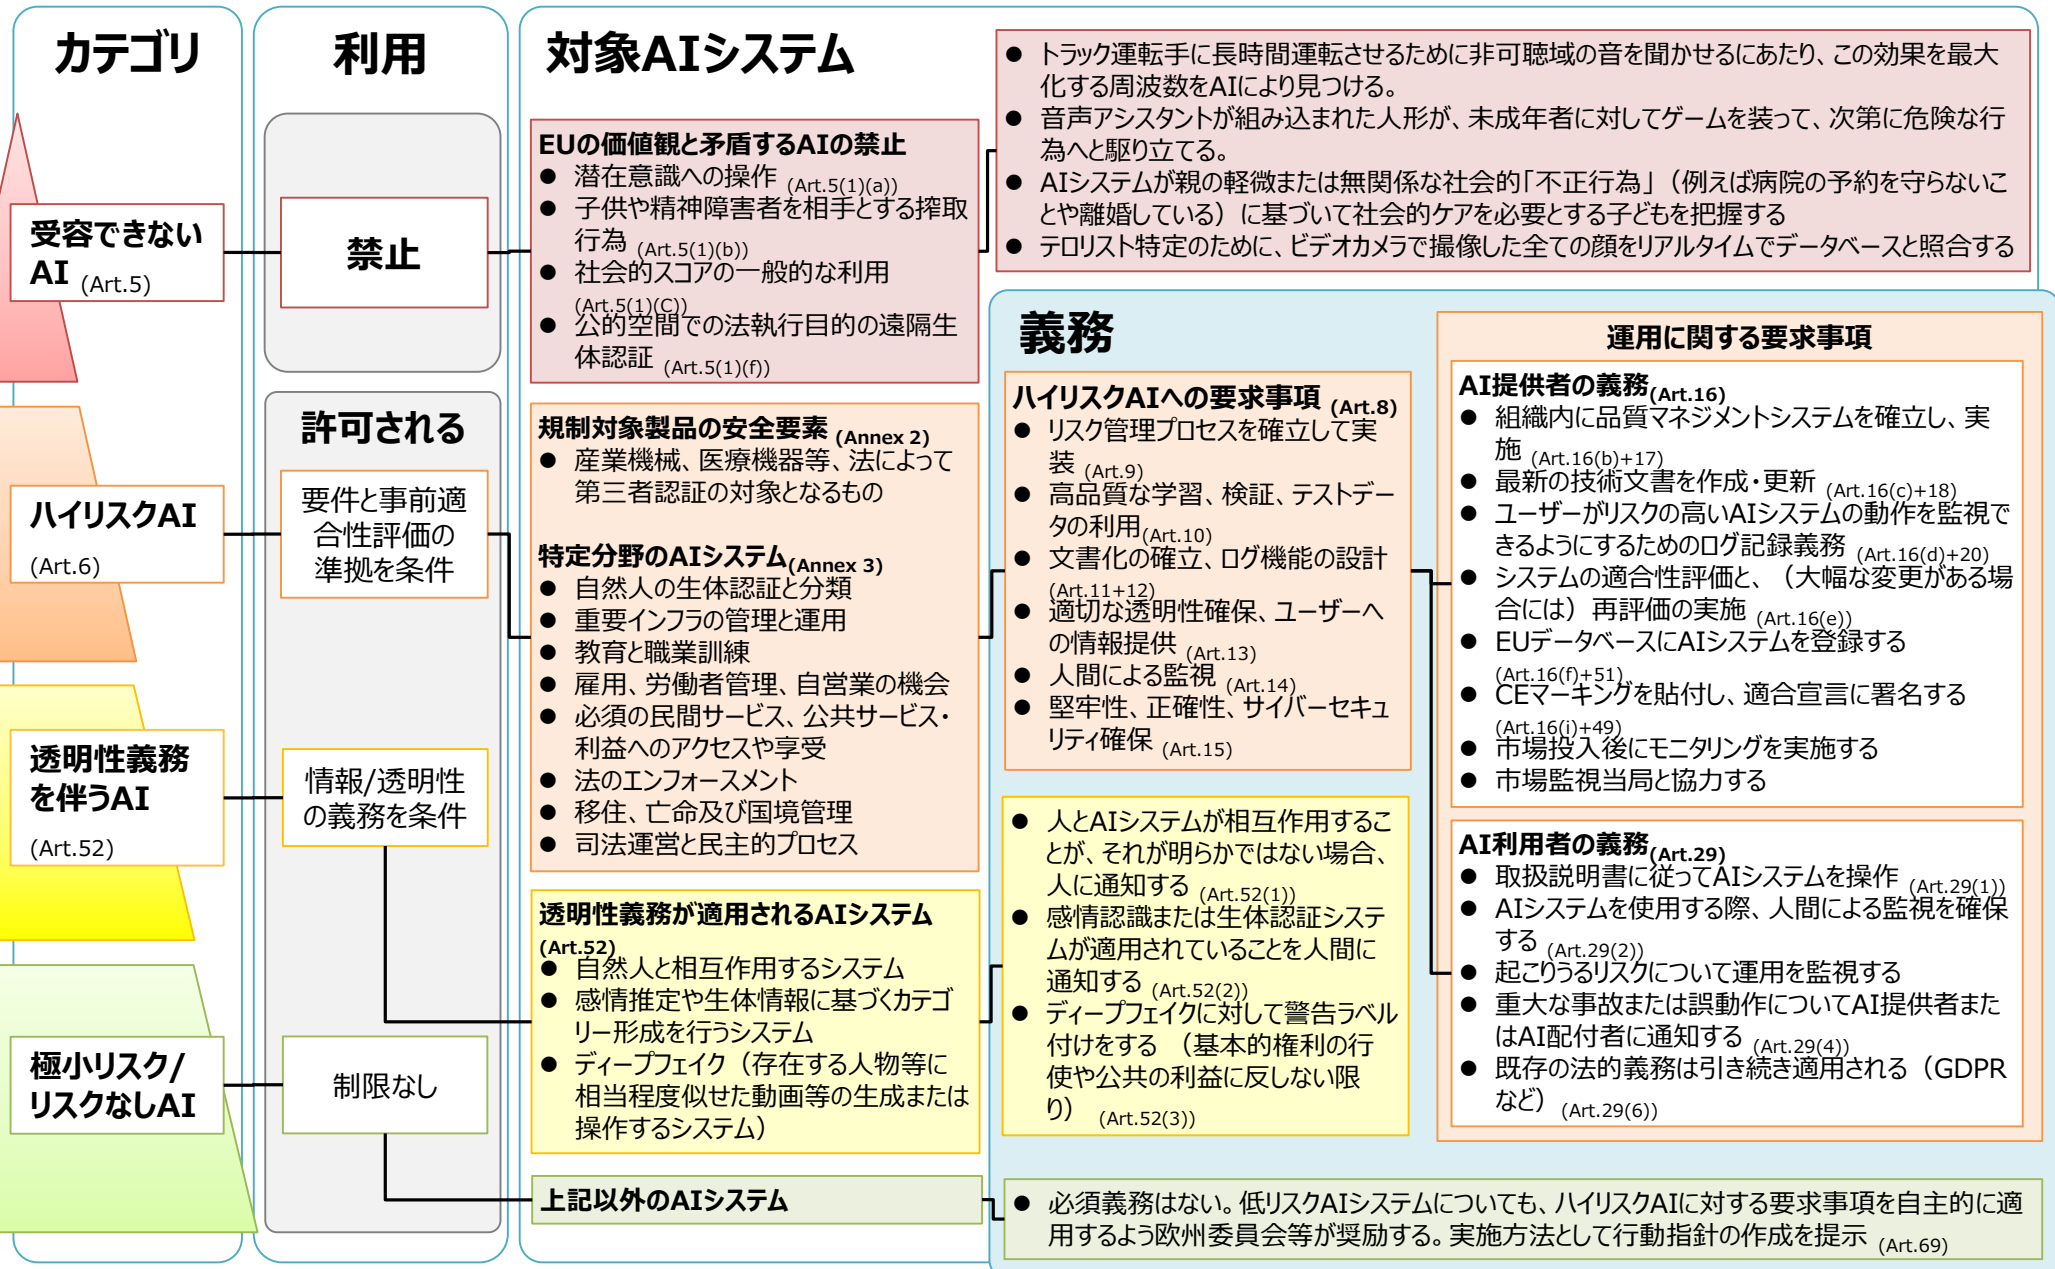 カテゴリ
利用
対象AIシステム
受容できない
AI (Art.5)
禁止
EUの価値観と矛盾するAIの禁止
● 潜在意識への操作 (Art.5(1)(a))
● 子供や精神障害者を相手とする搾取
行為 (Art.5(1)(b))
● 社会的スコアの一般的な利用
(Art.5(1)(C))
● 公的空間での法執行目的の遠隔生
体認証 (Art.5(1)(f))
● トラック運転手に長時間運転させるために非可聴域の音を聞かせるにあたり、この効果を最大
化する周波数をAIにより見つける。
● 音声アシスタントが組み込まれた人形が、未成年者に対してゲームを装って、次第に危険な行
為へと駆り立てる。
● AIシステムが親の軽微または無関係な社会的「不正行為」（例えば病院の予約を守らないこ
とや離婚している）に基づいて社会的ケアを必要とする子どもを把握する
● テロリスト特定のために、ビデオカメラで撮像した全ての顔をリアルタイムでデータベースと照合する
ハイリスクAI
(Art.6)
許可される
要件と事前適
合性評価の
準拠を条件
規制対象製品の安全要素 (Annex 2)
● 産業機械、医療機器等、法によって
第三者認証の対象となるもの
特定分野のAIシステム(Annex 3)
● 自然人の生体認証と分類
● 重要インフラの管理と運用
● 教育と職業訓練
● 雇用、労働者管理、自営業の機会
● 必須の民間サービス、公共サービス・
利益へのアクセスや享受
● 法のエンフォースメント
● 移住、亡命及び国境管理
● 司法運営と民主的プロセス
義務
ハイリスクAIへの要求事項 (Art.8)
● リスク管理プロセスを確立して実
装 (Art.9)
● 高品質な学習、検証、テストデー
タの利用(Art.10)
● 文書化の確立、ログ機能の設計
(Art.11+12)
● 適切な透明性確保、ユーザーへ
の情報提供 (Art.13)
● 人間による監視 (Art.14)
● 堅牢性、正確性、サイバーセキュ
リティ確保 (Art.15)
運用に関する要求事項
AI提供者の義務(Art.16)
● 組織内に品質マネジメントシステムを確立し、実
施 (Art.16(b)+17)
● 最新の技術文書を作成・更新 (Art.16(c)+18)
● ユーザーがリスクの高いAIシステムの動作を監視で
きるようにするためのログ記録義務 (Art.16(d)+20)
● システムの適合性評価と、（大幅な変更がある場
合には）再評価の実施 (Art.16(e))
● EUデータベースにAIシステムを登録する
(Art.16(f)+51)
● CEマーキングを貼付し、適合宣言に署名する
(Art.16(i)+49)
● 市場投入後にモニタリングを実施する
● 市場監視当局と協力する
AI利用者の義務(Art.29)
● 取扱説明書に従ってAIシステムを操作 (Art.29(1))
● AIシステムを使用する際、人間による監視を確保
する (Art.29(2))
● 起こりうるリスクについて運用を監視する
● 重大な事故または誤動作についてAI提供者また
はAI配付者に通知する (Art.29(4))
● 既存の法的義務は引き続き適用される（GDPR
など） (Art.29(6))
透明性義務
を伴うAI
(Art.52)
情報/透明性
の義務を条件
透明性義務が適用されるAIシステム
(Art.52)
● 自然人と相互作用するシステム
● 感情推定や生体情報に基づくカテゴ
リー形成を行うシステム
● ディープフェイク（存在する人物等に
相当程度似せた動画等の生成または
操作するシステム）
● 人とAIシステムが相互作用するこ
とが、それが明らかではない場合、
人に通知する (Art.52(1))
● 感情認識または生体認証システ
ムが適用されていることを人間に
通知する (Art.52(2))
● ディープフェイクに対して警告ラベル
付けをする （基本的権利の行
使や公共の利益に反しない限
り） (Art.52(3))
極小リスク/
リスクなしAI
制限なし
上記以外のAIシステム
● 必須義務はない。低リスクAIシステムについても、ハイリスクAIに対する要求事項を自主的に適
用するよう欧州委員会等が奨励する。実施方法として行動指針の作成を提示 (Art.69)